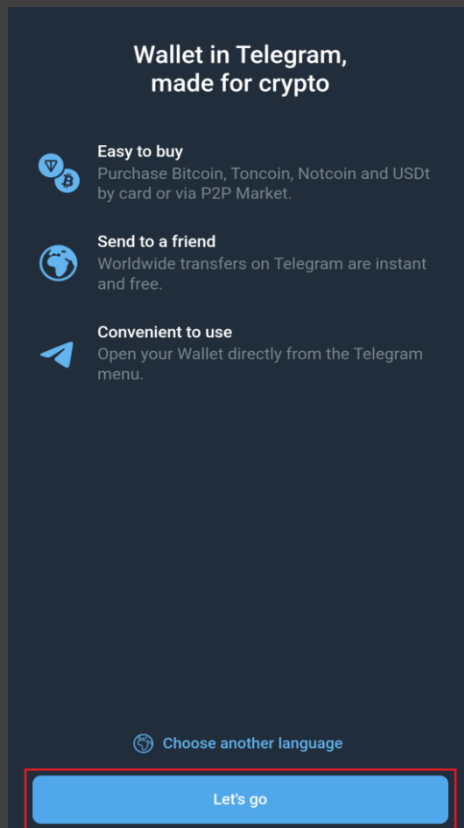 Wallet in Telegram,
made for crypto
Easy to buy
Purchase Bitcoin, Toncoin, Notcoin and USDt
by card or via P2P Market.
Send to a friend
Worldwide transfers on Telegram are instant
and free.
Convenient to use
Open your Wallet directly from the Telegram
menu.
Choose another language
Let's go